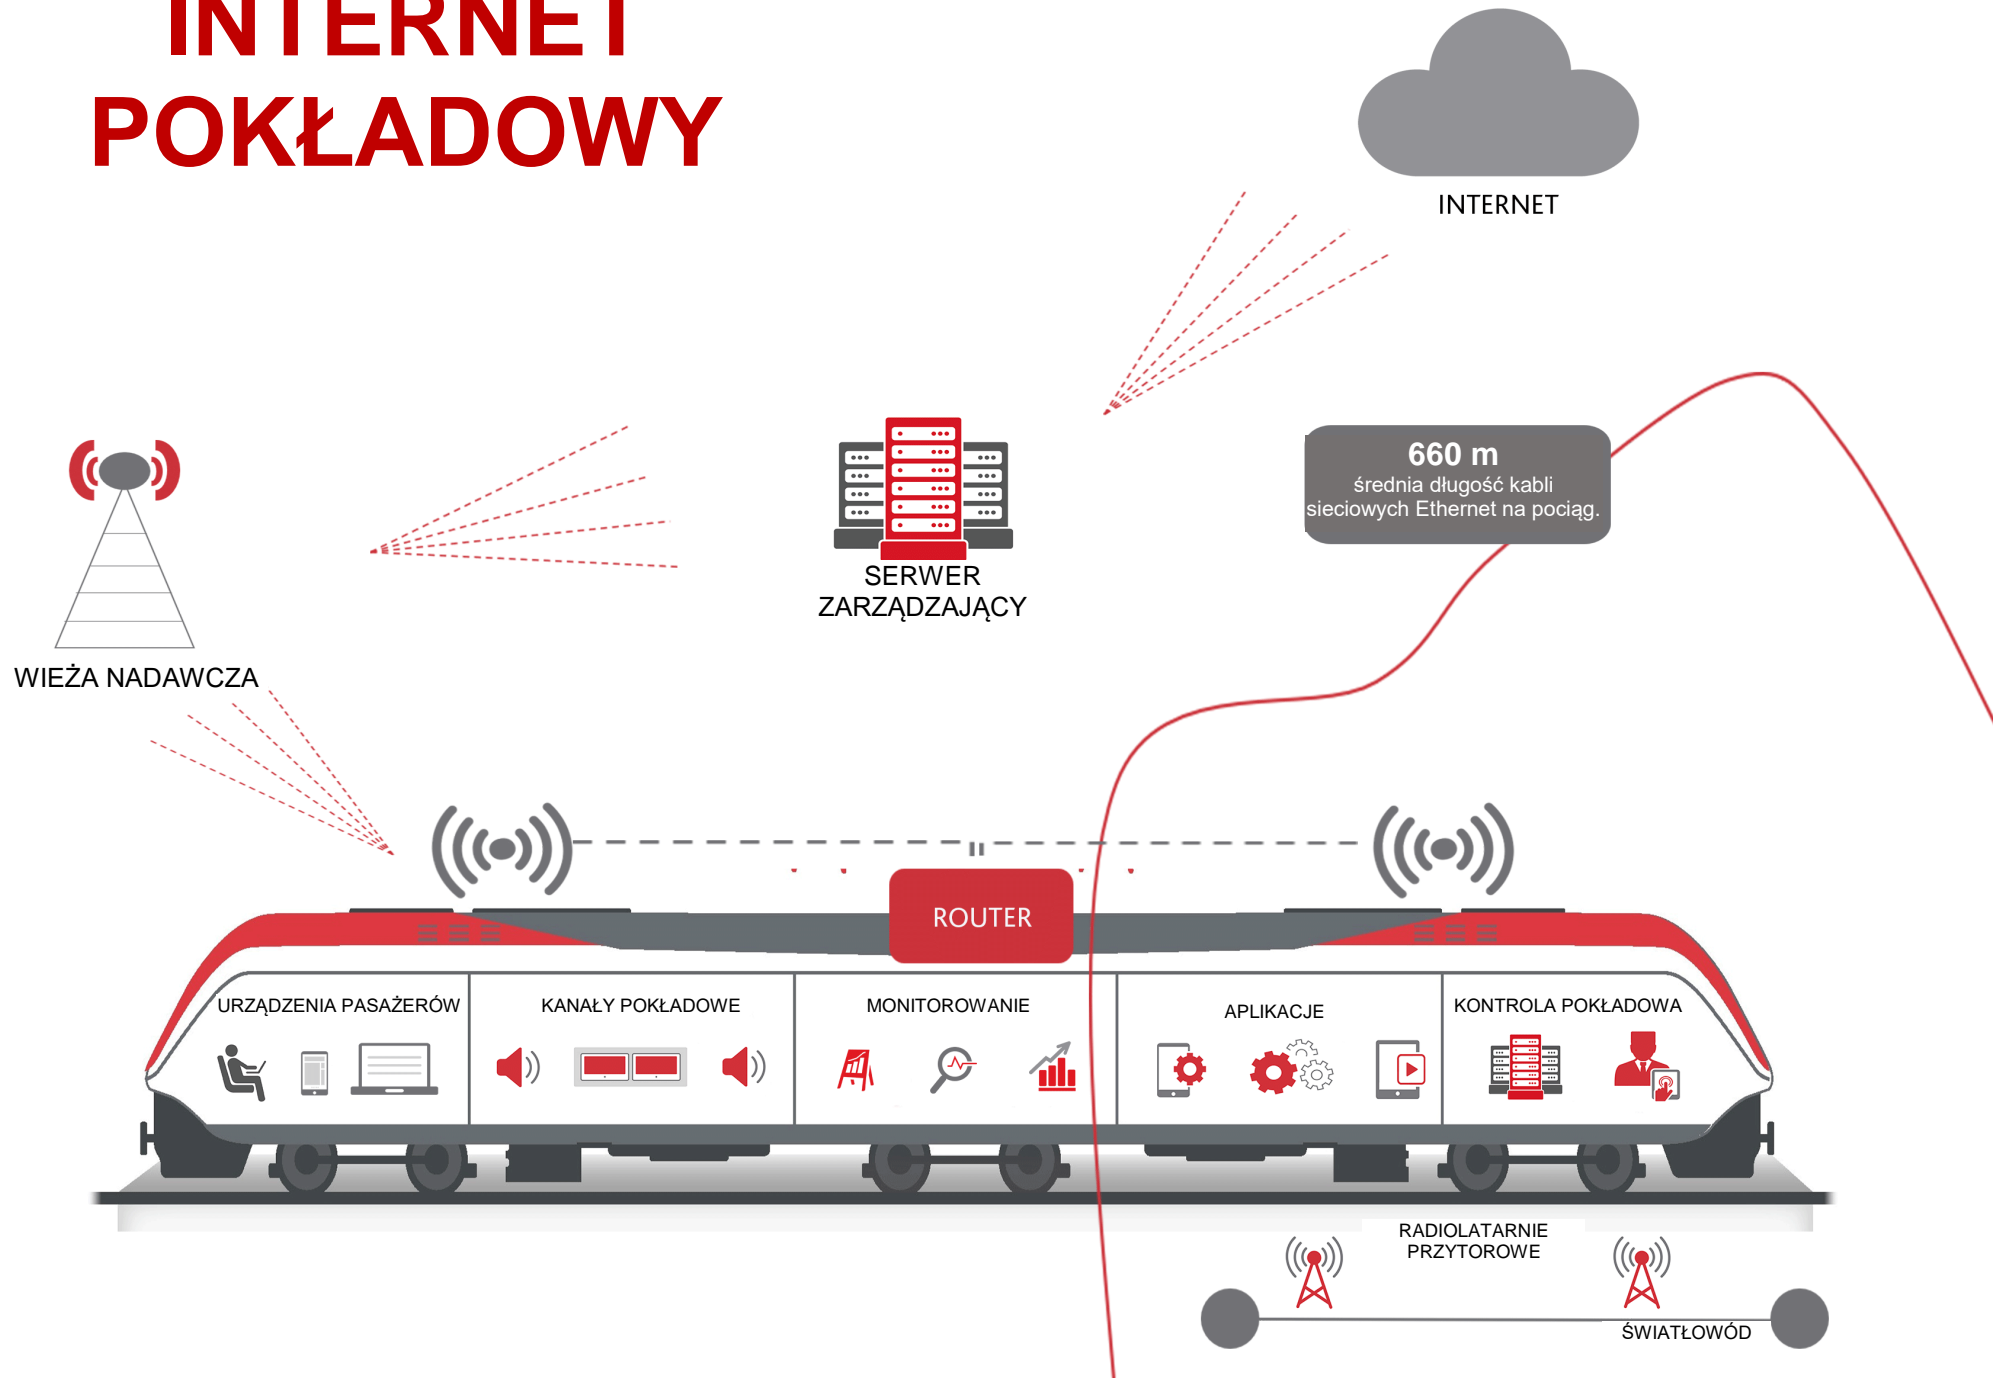 INTERNET
POKŁADOWY
INTERNET
660 m
średnia długość kabli
sieciowych Ethernet na pociąg.
SERWER
ZARZĄDZAJĄCY
WIEŻA NADAWCZA
ROUTER
URZĄDZENIA PASAŻERÓW
KANAŁY POKŁADOWE
MONITOROWANIE
APLIKACJE
KONTROLA POKŁADOWA
RADIOLATARNIE
PRZYTOROWE
ŚWIATŁOWÓD